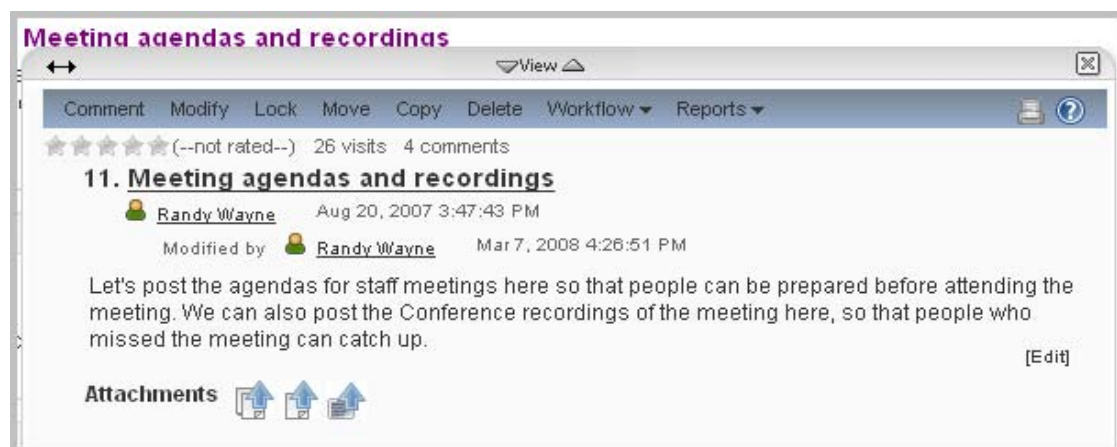 Meeting agendas and recordings
View
Comment Modify Lock Move Copy Delete Workflow Reports
(--not rated--) 26 visits 4 comments
11. Meeting agendas and recordings
Randy Wayne Aug 20, 2007 3:47:43 PM
Modified by Randy Wayne Mar 7, 2008 4:26:51 PM
Let's post the agendas for staff meetings here so that people can be prepared before attending the
meeting. We can also post the Conference recordings of the meeting here, so that people who
missed the meeting can catch up.
[Edit]
Attachments